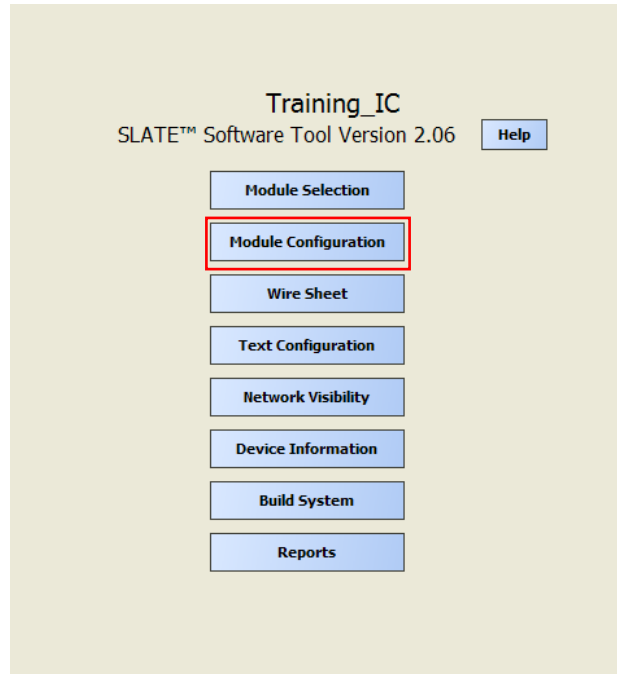 Training_IC
SLATE™ Software Tool Version 2.06 Help
Module Selection
Module Configuration
Wire Sheet
Text Configuration
Network Visibility
Device Information
Build System
Reports